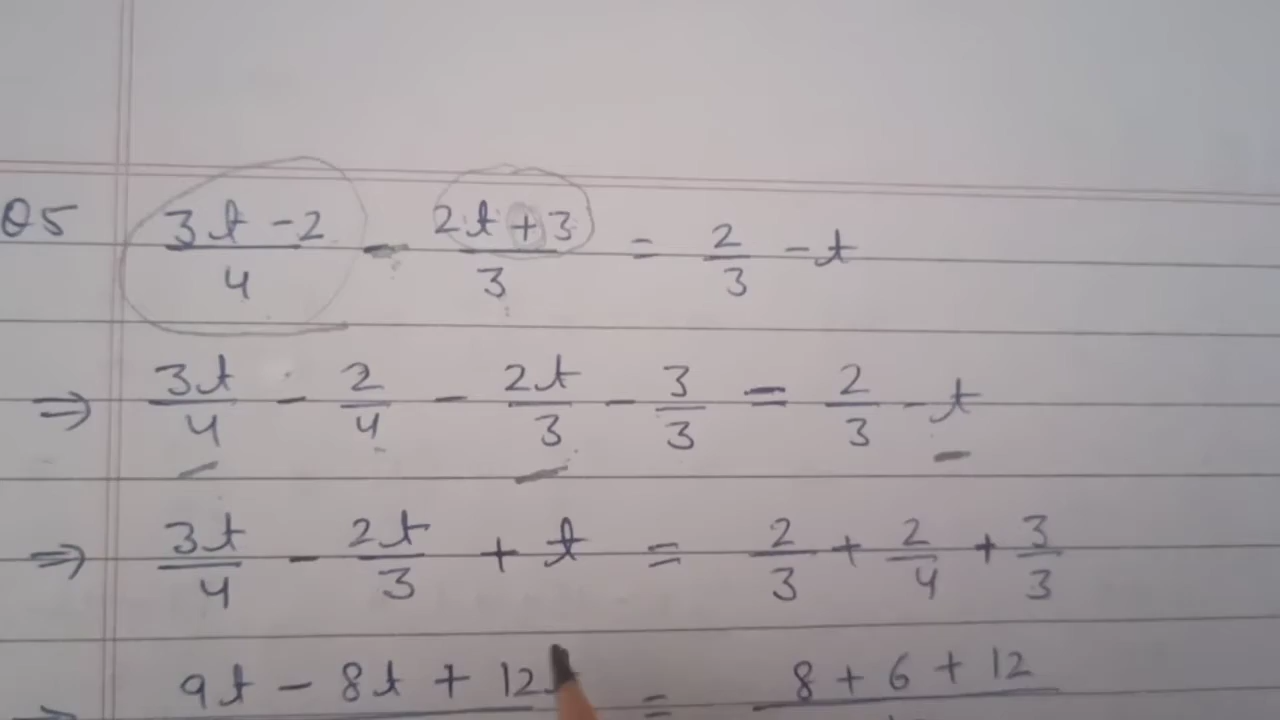 Q5 (3t - 2)/4 - (2t + 3)/3 = 2/3 - t
⇒ 3t/4 - 2/4 - 2t/3 - 3/3 = 2/3 - t
⇒ 3t/4 - 2t/3 + t = 2/3 + 2/4 + 3/3
9t - 8t + 12t = 8 + 6 + 12